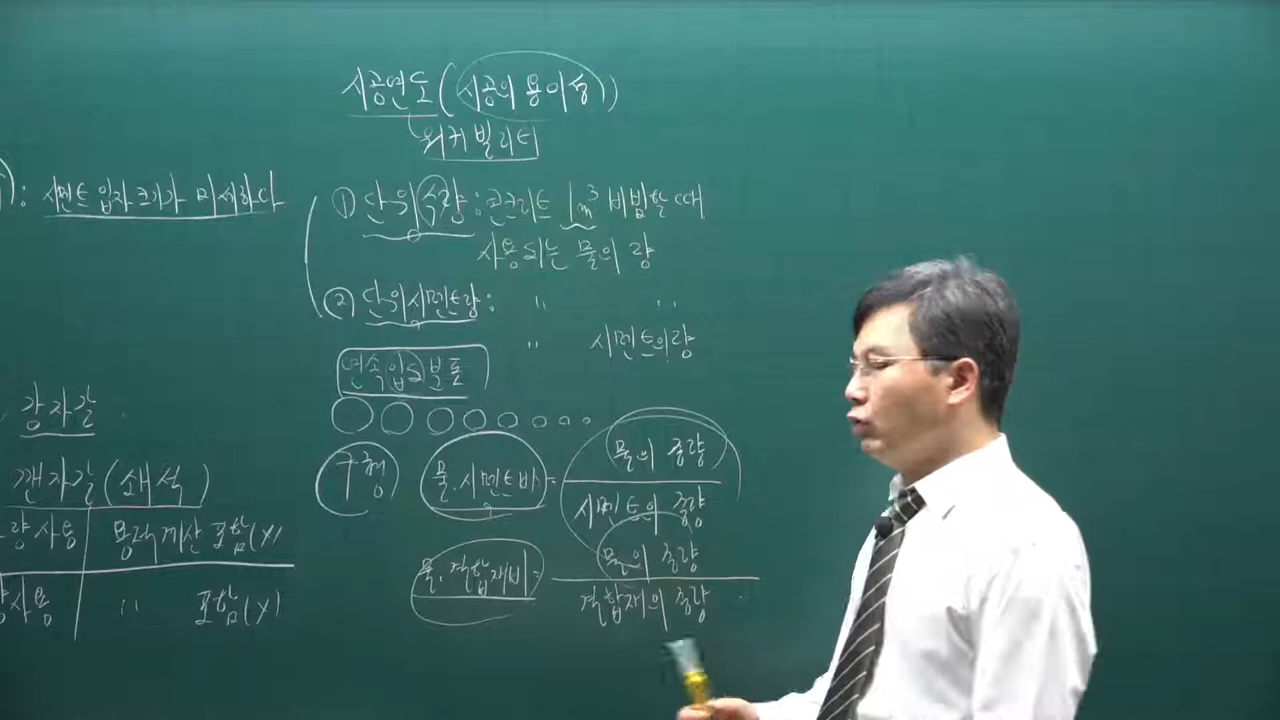 시공연도(시공의 용이성)
워커빌리티
: 시멘트 입자 크기가 미세하다
① 단위수량 : 콘크리트 1m³ 비빔할 때
사용되는 물의 량
② 단위시멘트량 : 〃 〃
〃 시멘트의 량
연속입도분포
구형
물.시멘트비 = 물의 중량
시멘트의 중량
물.결합재비 = 물의 중량
결합재의 중량
강자갈
깬자갈(쇄석)
량사용 용적계산 포함(X)
사용 〃 포함(Y)